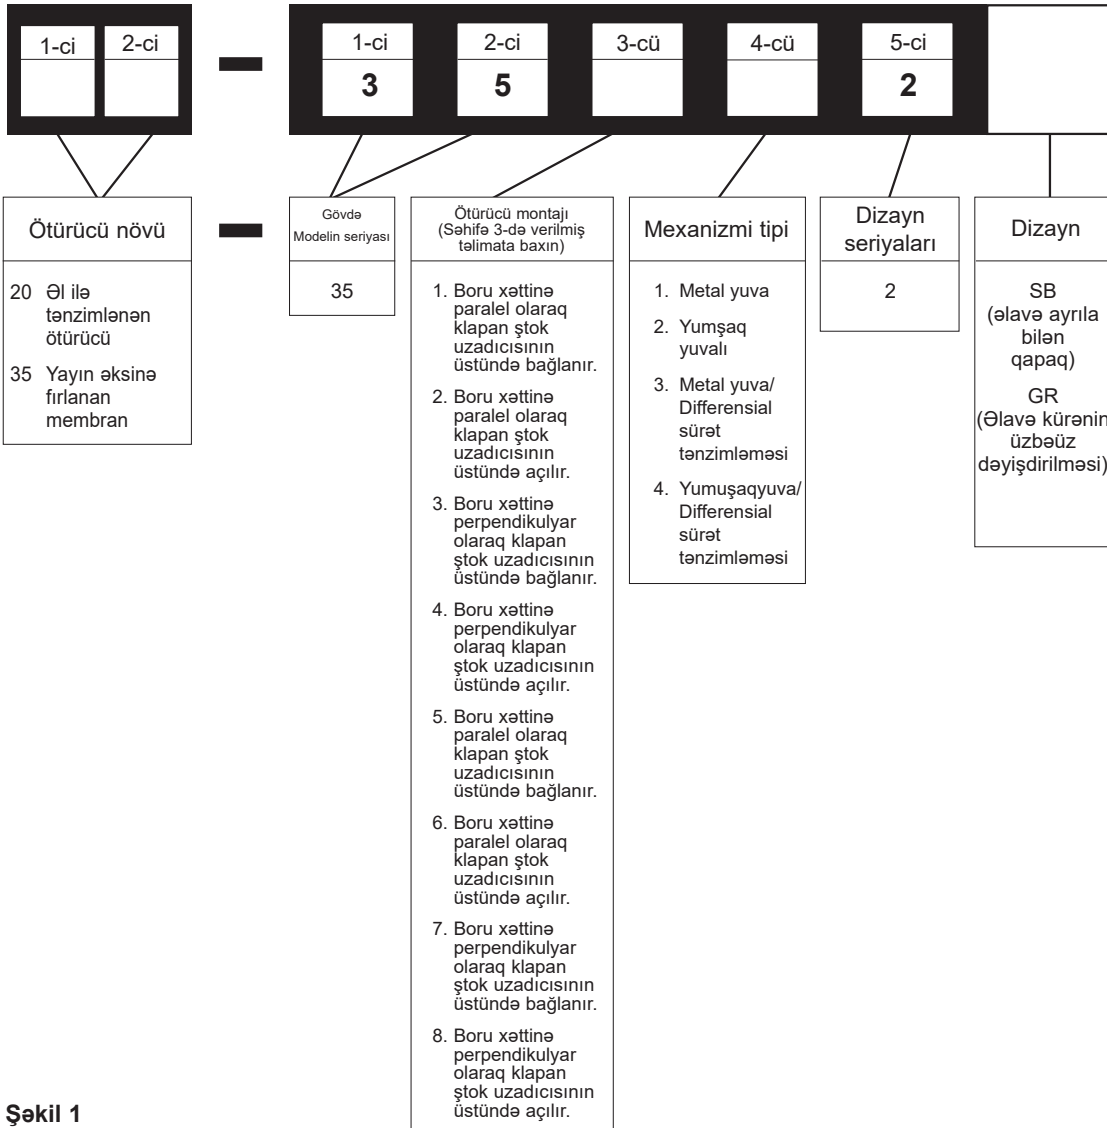 1-ci 2-ci 1-ci 2-ci 3-cü 4-cü 5-ci
3 5 2
Ötürücü növü
20 Əl ilə
tənzimlənən
ötürücü
35 Yayın əksinə
fırlanan
membran
Gövdə
Modelin seriyası
35
Ötürücü montajı
(Səhifə 3-də verilmiş
təlimata baxın)
1. Boru xəttinə
paralel olaraq
klapan ştok
uzadıcısının
üstündə bağlanır.
2. Boru xəttinə
paralel olaraq
klapan ştok
uzadıcısının
üstündə açılır.
3. Boru xəttinə
perpendikulyar
olaraq klapan
ştok uzadıcısının
üstündə bağlanır.
4. Boru xəttinə
perpendikulyar
olaraq klapan
ştok uzadıcısının
üstündə açılır.
5. Boru xəttinə
paralel olaraq
klapan ştok
uzadıcısının
üstündə bağlanır.
6. Boru xəttinə
paralel olaraq
klapan ştok
uzadıcısının
üstündə açılır.
7. Boru xəttinə
perpendikulyar
olaraq klapan
ştok uzadıcısının
üstündə bağlanır.
8. Boru xəttinə
perpendikulyar
olaraq klapan
ştok uzadıcısının
üstündə açılır.
Mexanizmi tipi
1. Metal yuva
2. Yumşaq
yuvalı
3. Metal yuva/
Differensial
sürət
tənzimləməsi
4. Yumuşaqyuva/
Differensial
sürət
tənzimləməsi
Dizayn
seriyaları
2
Dizayn
SB
(əlavə ayrıla
bilən
qapaq)
GR
(Əlavə kürənin
üzbəüz
dəyişdirilməsi)
Şəkil 1